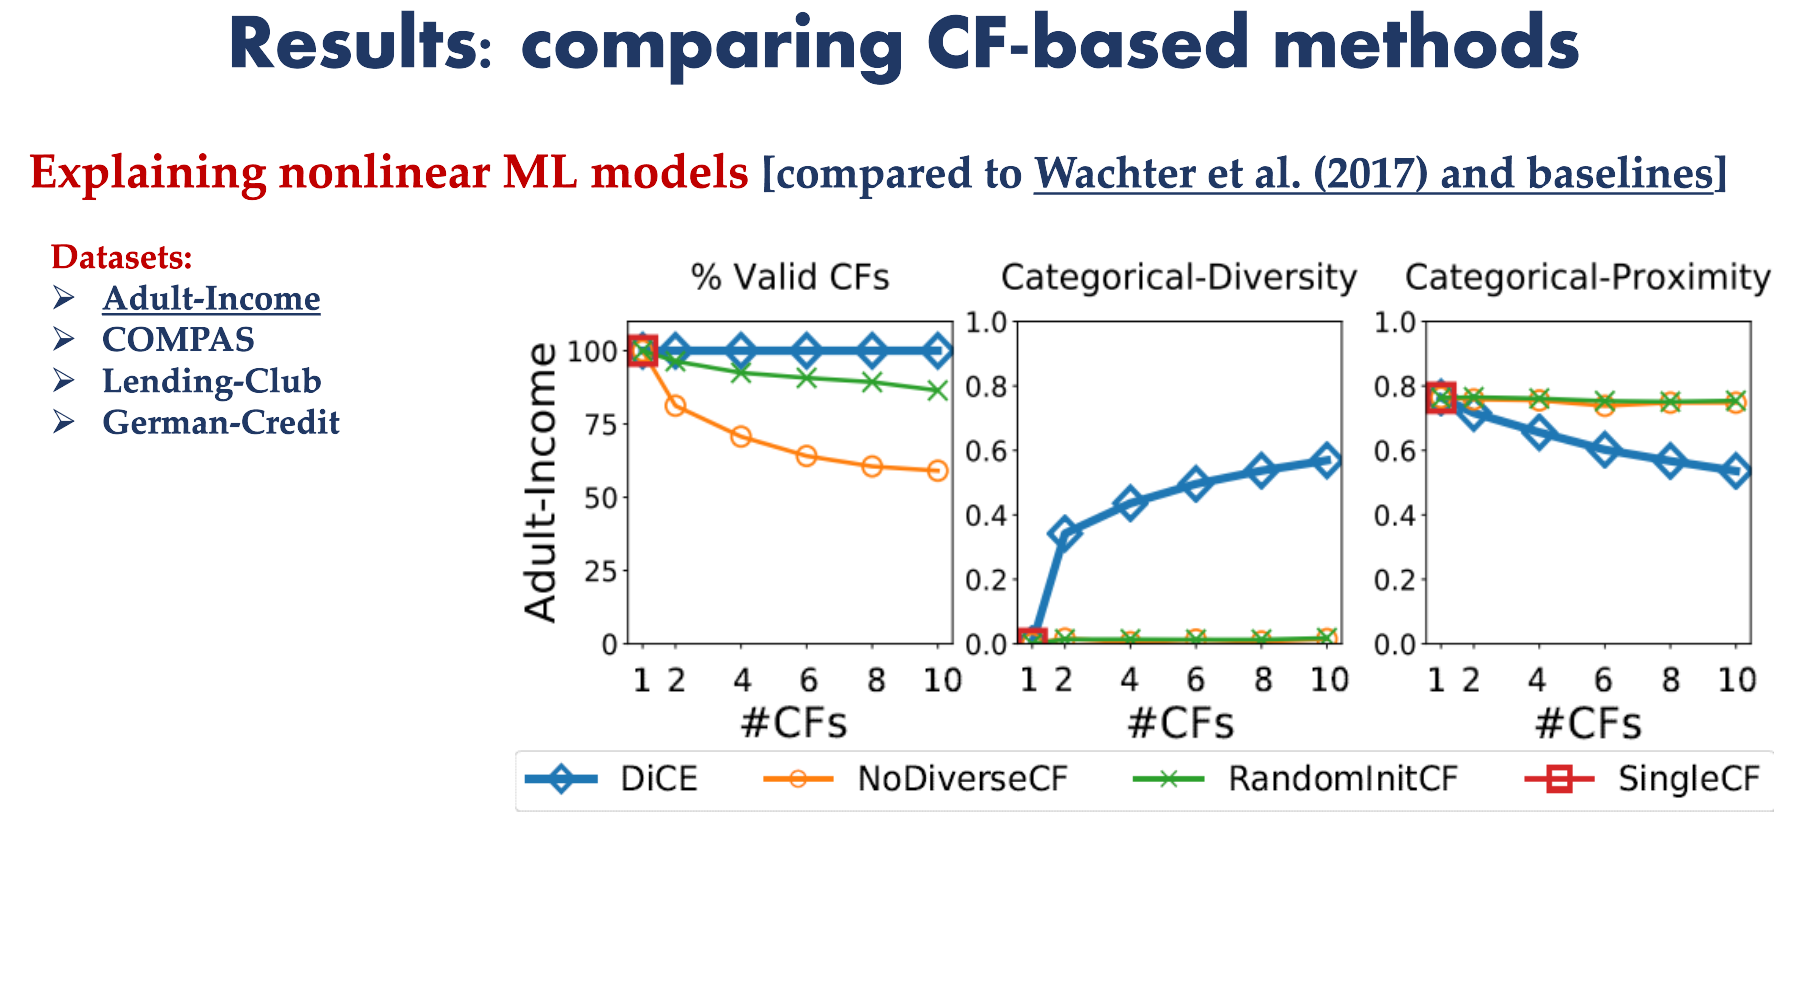 Results: comparing CF-based methods
Explaining nonlinear ML models [compared to Wachter et al. (2017) and baselines]
Datasets:
➢ Adult-Income
➢ COMPAS
➢ Lending-Club
➢ German-Credit
% Valid CFs
Adult-Income
100
75
50
25
0
1 2 4 6 8 10
#CFs
Categorical-Diversity
1.0
0.8
0.6
0.4
0.2
0.0
1 2 4 6 8 10
#CFs
Categorical-Proximity
1.0
0.8
0.6
0.4
0.2
0.0
1 2 4 6 8 10
#CFs
DiCE NoDiverseCF RandomInitCF SingleCF